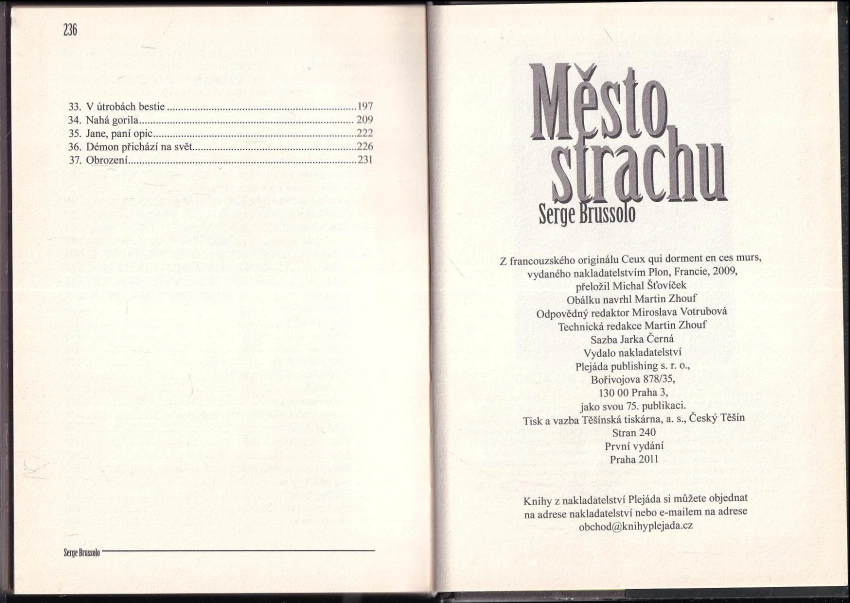 236
33. V útrobách bestie ........................................................197
34. Nahá gorila........................................................ 209
35. Jane, paní opic........................................................222
36. Démon přichází na svět........................................................226
37. Obrození........................................................231
Serge Brussolo
Město
strachu
Serge Brussolo
Z francouzského originálu Ceux qui dorment en ces murs,
vydaného nakladatelstvím Plon, Francie, 2009,
přeložil Michal Šťovíček
Obálku navrhl Martin Zhouf
Odpovědný redaktor Miroslava Votrubová
Technická redakce Martin Zhouf
Sazba Jarka Černá
Vydalo nakladatelství
Plejáda publishing s. r. o.,
Bořivojova 878/35,
130 00 Praha 3,
jako svou 75. publikaci.
Tisk a vazba Těšínská tiskárna, a. s., Český Těšín
Stran 240
První vydání
Praha 2011
Knihy z nakladatelství Plejáda si můžete objednat
na adrese nakladatelství nebo e-mailem na adrese
obchod@knihyplejada.cz